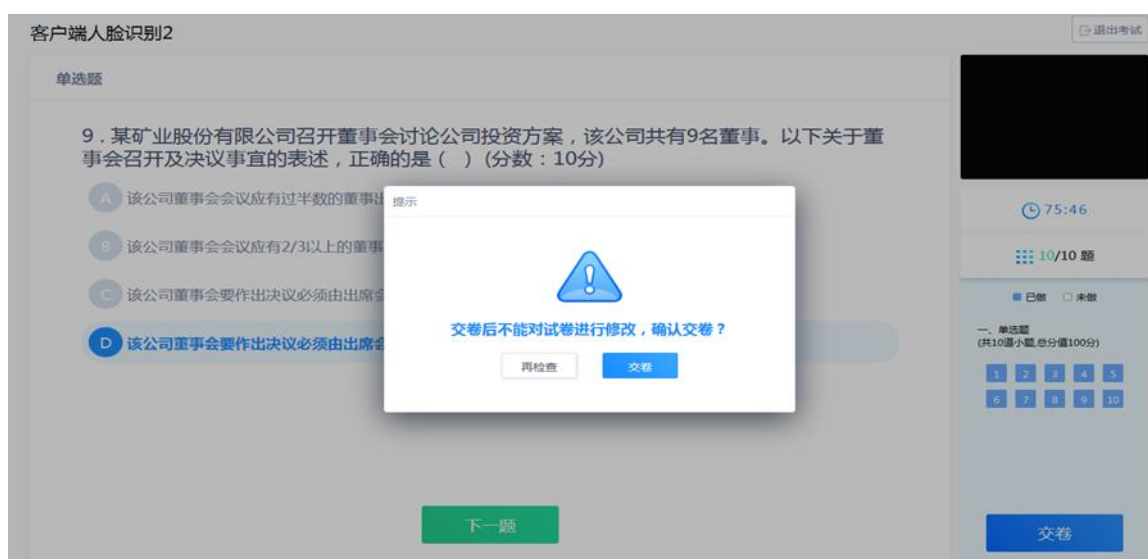 客户端人脸识别2
退出考试
单选题
9 . 某矿业股份有限公司召开董事会讨论公司投资方案，该公司共有9名董事。以下关于董
事会召开及决议事宜的表述，正确的是（ ）(分数：10分)
A 该公司董事会会议应有过半数的董事出
B 该公司董事会会议应有2/3以上的董事
C 该公司董事会要作出决议必须由出席会
D 该公司董事会要作出决议必须由出席会
提示
交卷后不能对试卷进行修改，确认交卷？
再检查
交卷
下一题
75:46
10/10 题
已做 未做
一、单选题
(共10道小题,总分值100分)
1 2 3 4 5
6 7 8 9 10
交卷